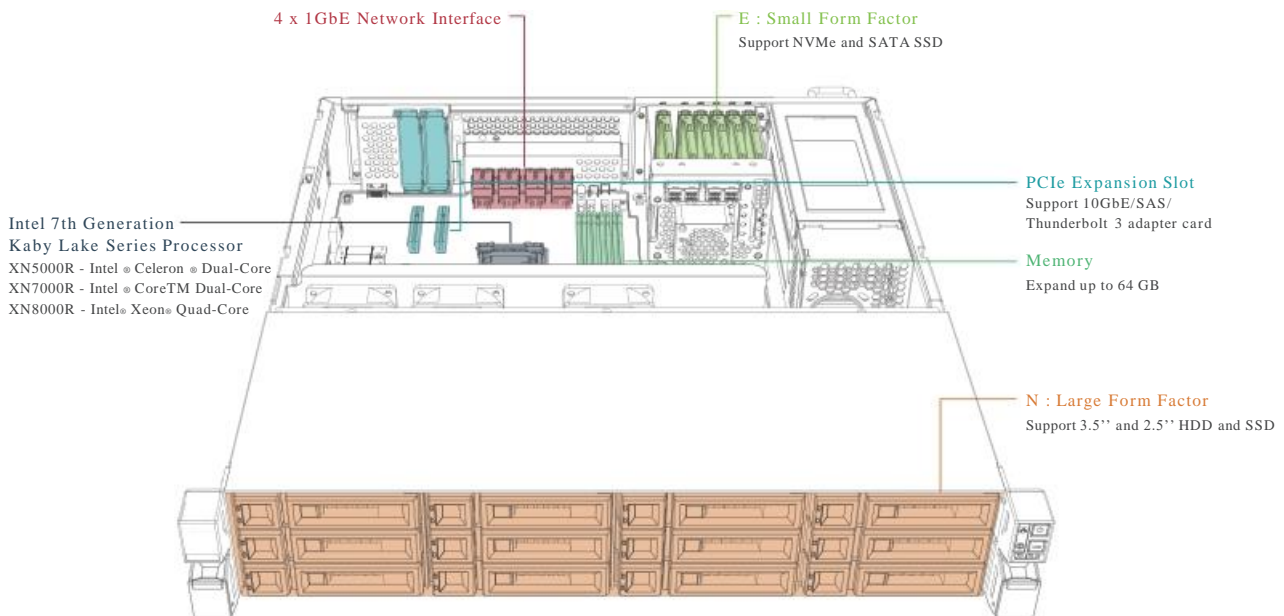 4 x 1GbE Network Interface
E : Small Form Factor
Support NVMe and SATA SSD
PCIe Expansion Slot
Support 10GbE/SAS/
Thunderbolt 3 adapter card
Intel 7th Generation
Kaby Lake Series Processor
XN5000R - Intel ® Celeron ® Dual-Core
XN7000R - Intel ® CoreTM Dual-Core
XN8000R - Intel® Xeon® Quad-Core
Memory
Expand up to 64 GB
N : Large Form Factor
Support 3.5’’ and 2.5’’ HDD and SSD